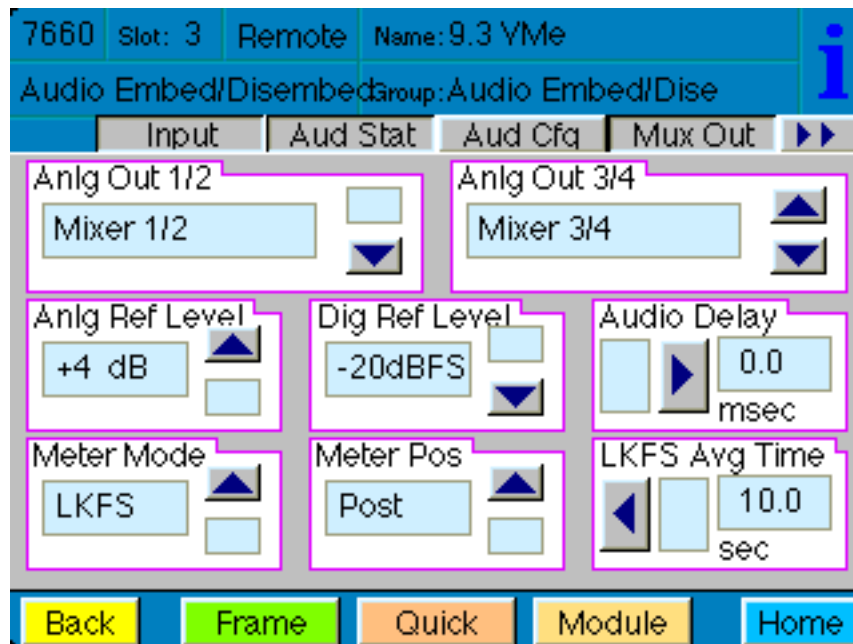 7660 Slot: 3 Remote Name: 9.3 VMe i
Audio Embed/Disembed Group: Audio Embed/Dise
Input Aud Stat Aud Cfg Mux Out
Anlg Out 1/2 Anlg Out 3/4
Mixer 1/2 Mixer 3/4
Anlg Ref Level Dig Ref Level Audio Delay
+4 dB -20dBFS 0.0
msec
Meter Mode Meter Pos LKFS Avg Time
LKFS Post 10.0
sec
Back Frame Quick Module Home